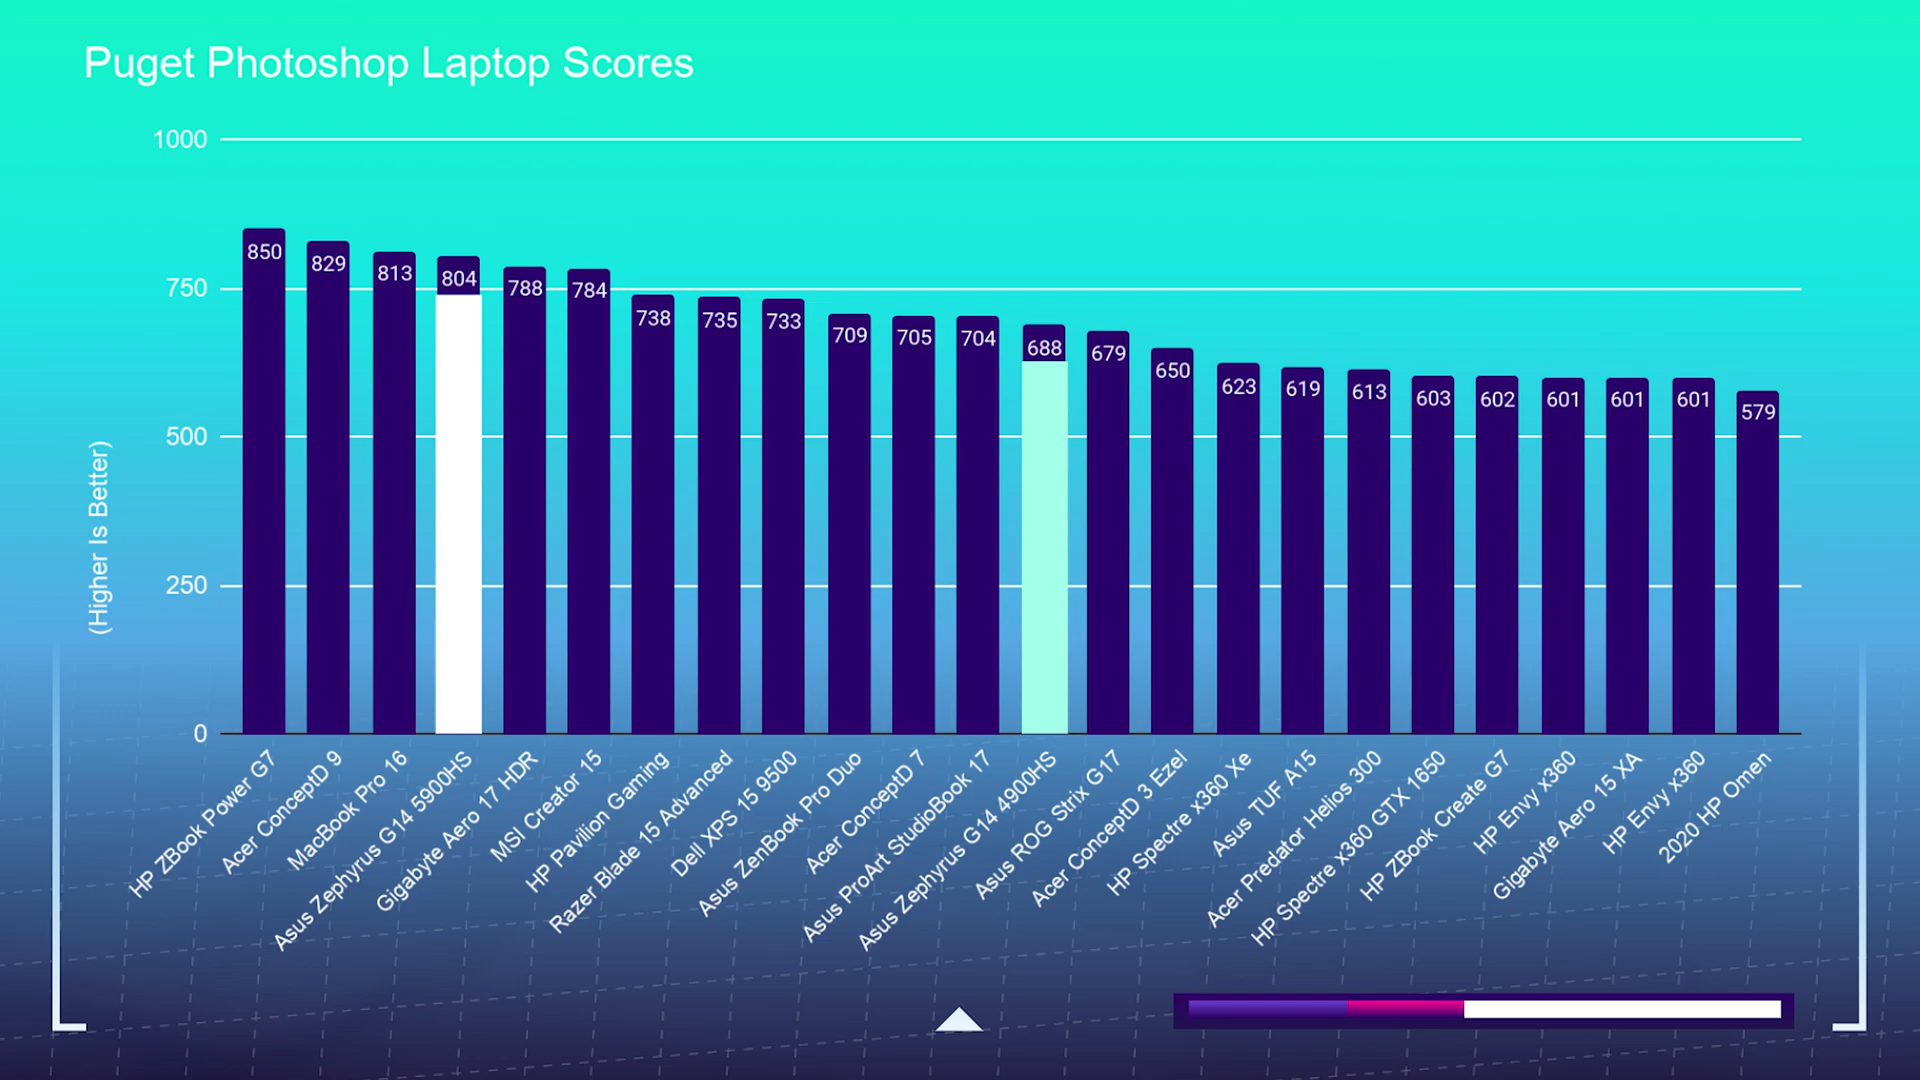 Puget Photoshop Laptop Scores
(Higher Is Better)
1000
750
500
250
0
850
829
813
804
788
784
738
735
733
709
705
704
688
679
650
623
619
613
603
602
601
601
601
579
HP ZBook Power G7
Acer ConceptD 9
MacBook Pro 16
Asus Zephyrus G14 5900HS
Gigabyte Aero 17 HDR
MSI Creator 15
HP Pavilion Gaming
Razer Blade 15 Advanced
Dell XPS 15 9500
Asus ZenBook Pro Duo
Acer ConceptD 7
Asus ProArt StudioBook 17
Asus Zephyrus G14 4900HS
Asus ROG Strix G17
Acer ConceptD 3 Ezel
HP Spectre x360 Xe
Asus TUF A15
Acer Predator Helios 300
HP Spectre x360 GTX 1650
HP ZBook Create G7
HP Envy x360
Gigabyte Aero 15 XA
HP Envy x360
2020 HP Omen